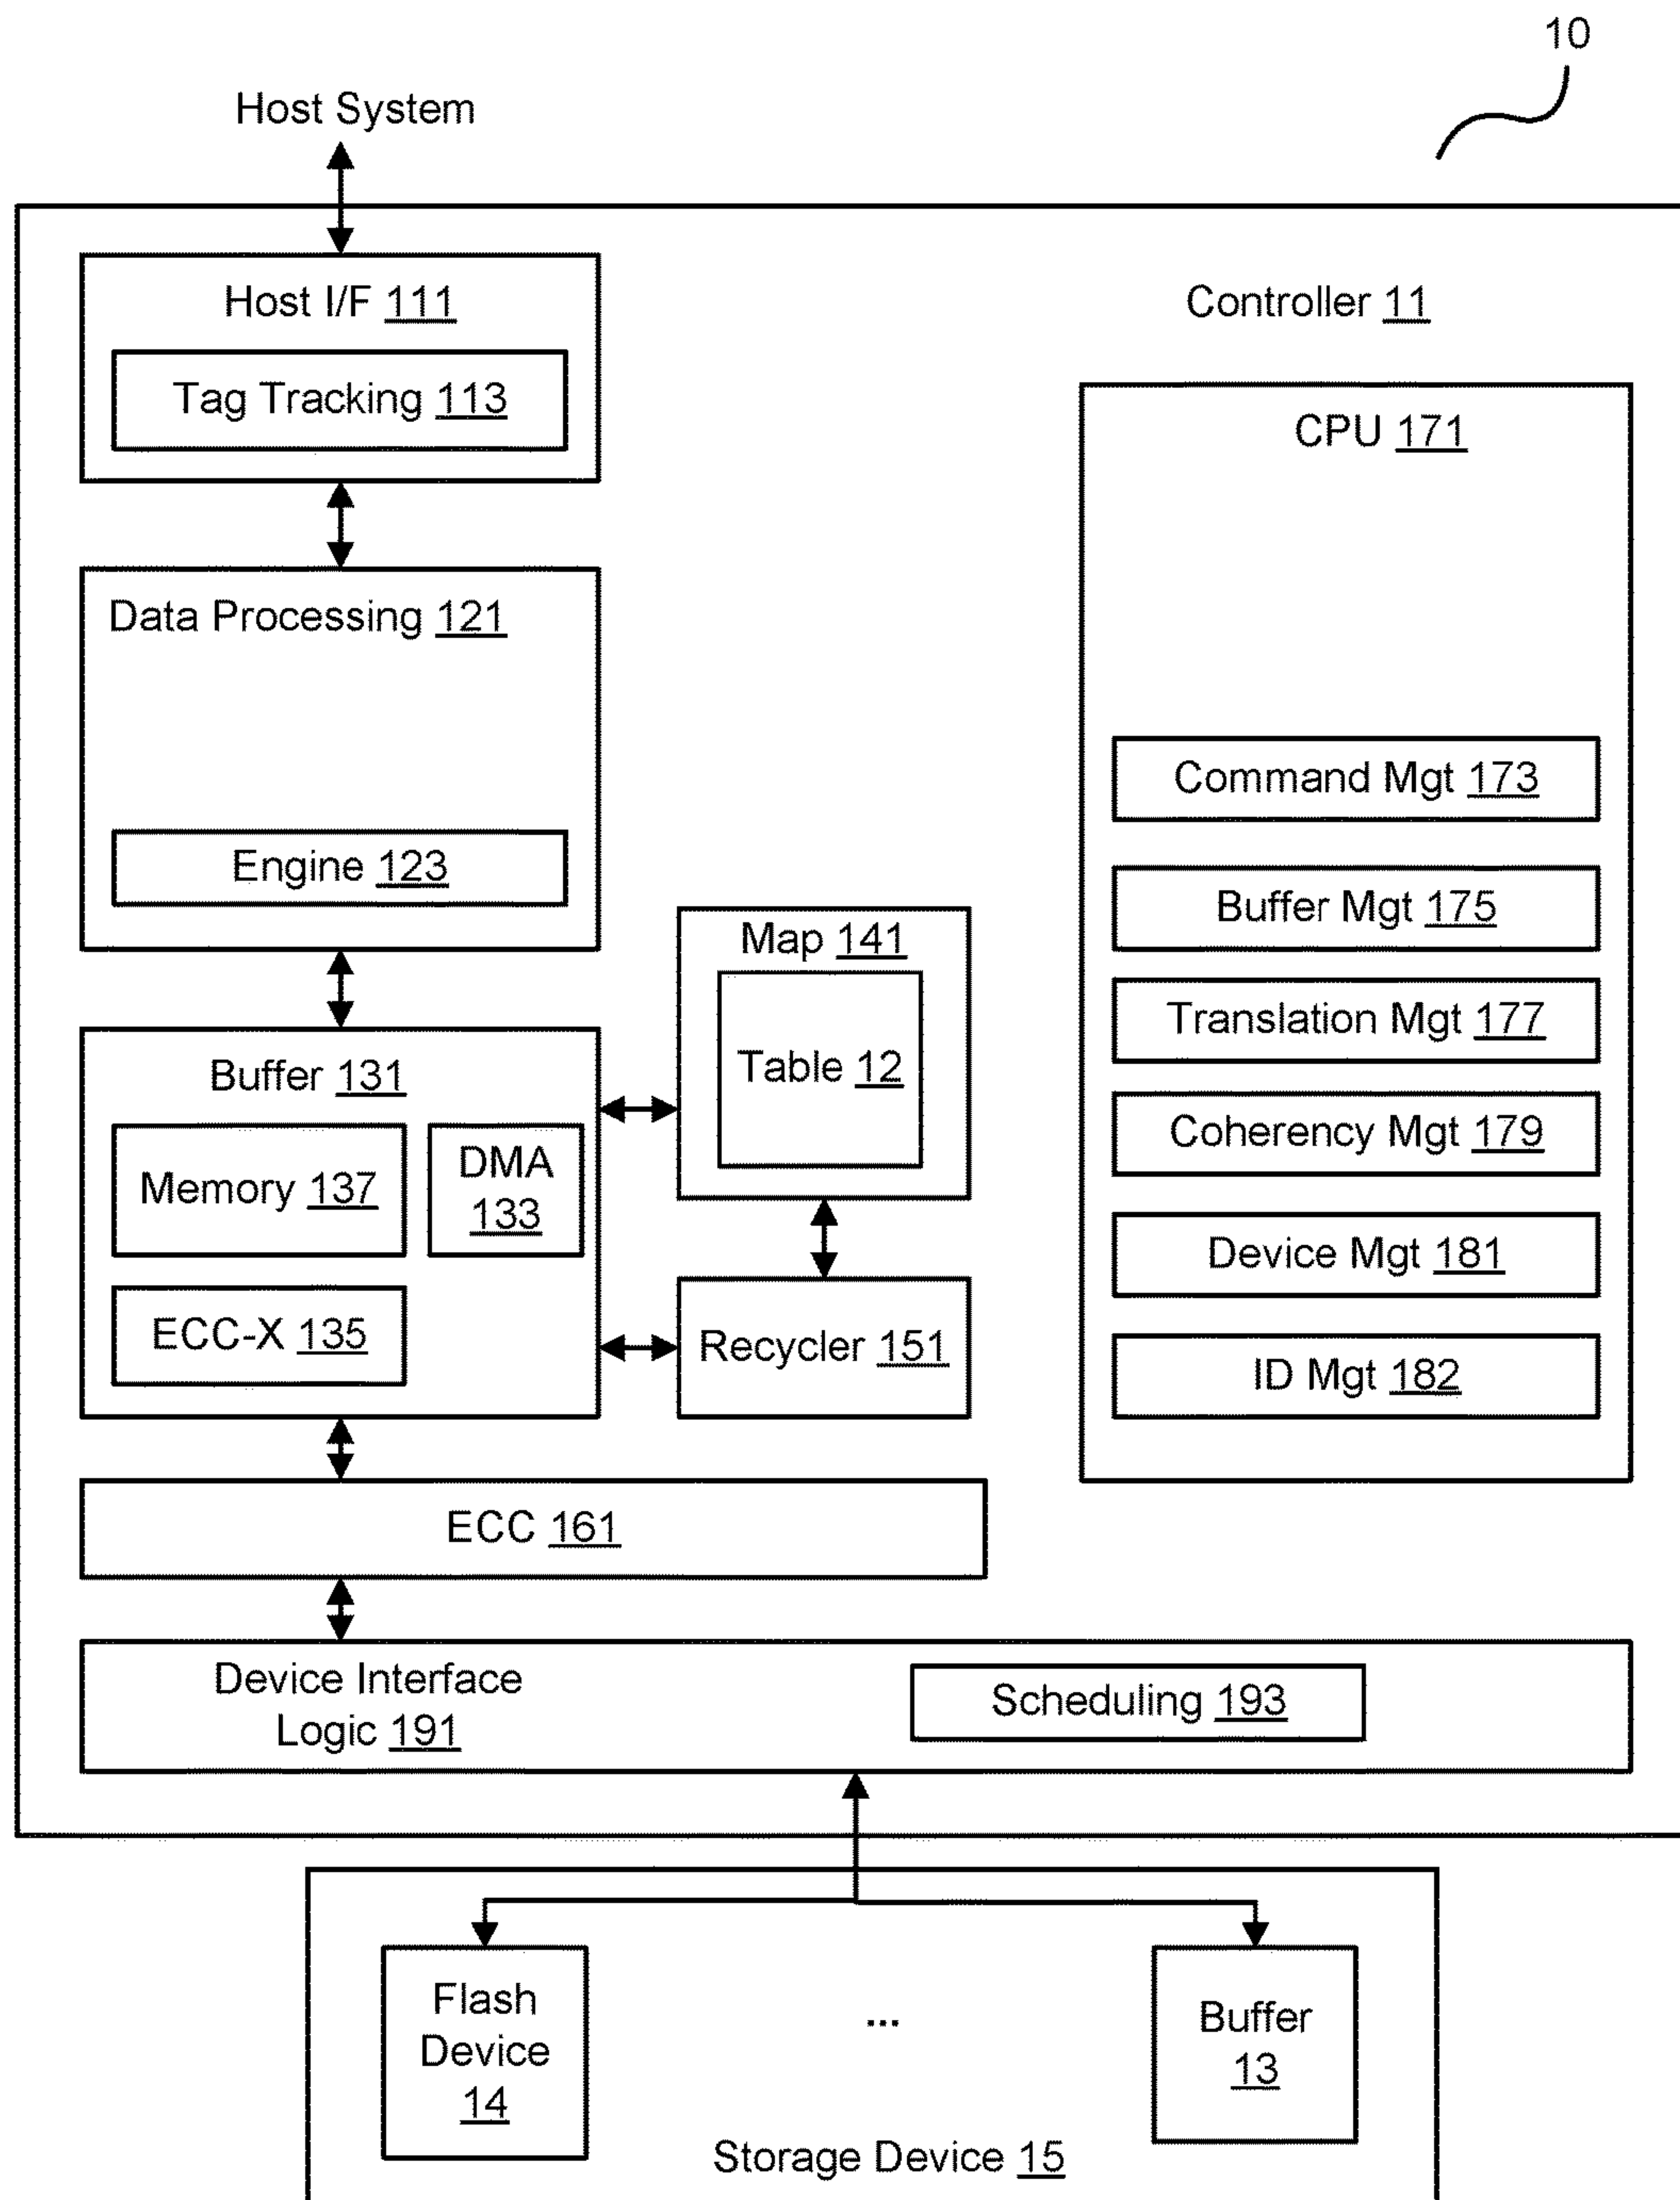 10
Host System
Host I/F 111
Controller 11
Tag Tracking 113
CPU 171
Data Processing 121
Command Mgt 173
Engine 123
Buffer Mgt 175
Map 141
Translation Mgt 177
Table 12
Buffer 131
Coherency Mgt 179
Memory 137
DMA
133
Device Mgt 181
ECC-X 135
Recycler 151
ID Mgt 182
ECC 161
Device Interface
Logic 191
Scheduling 193
Flash
Device
14
...
Buffer
13
Storage Device 15